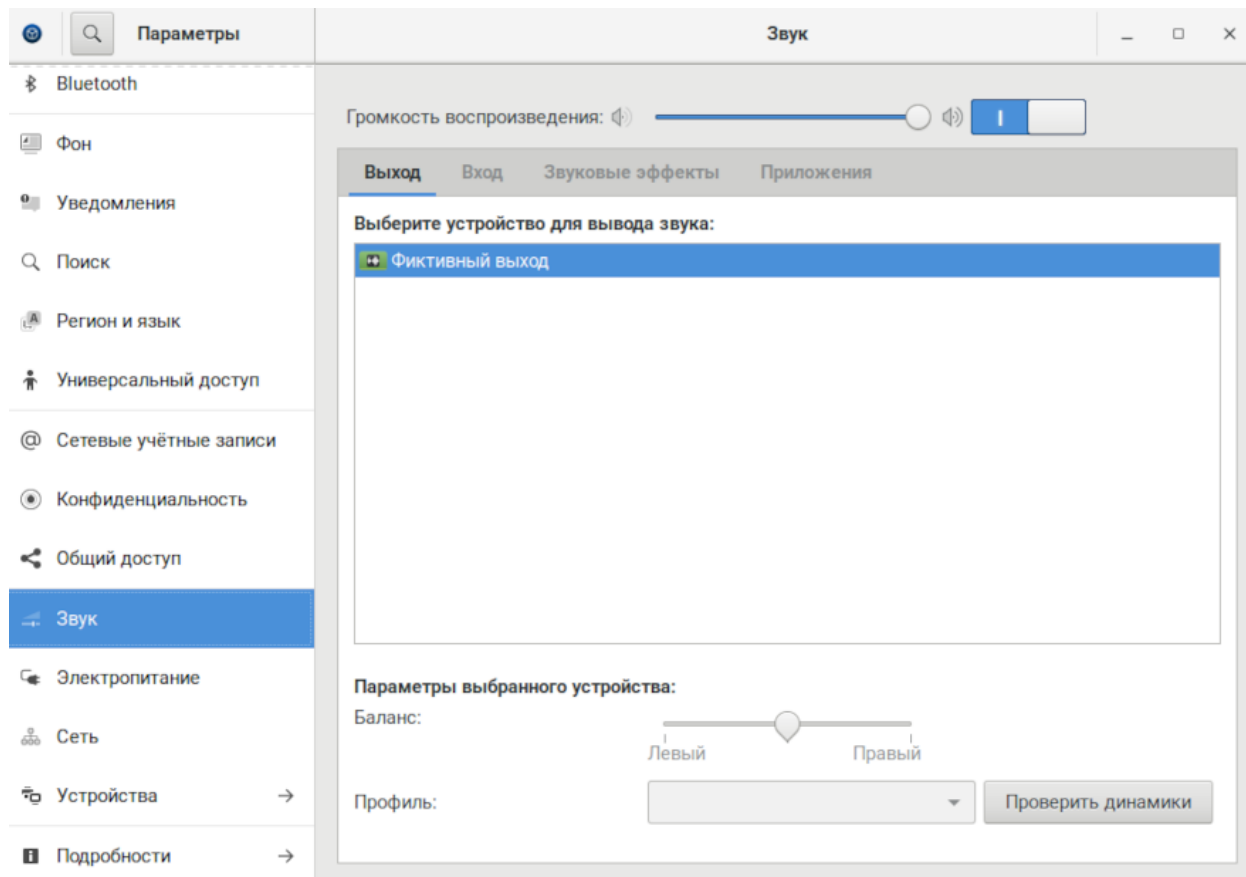 Параметры
Звук
Bluetooth
Фон
Уведомления
Поиск
Регион и язык
Универсальный доступ
Сетевые учётные записи
Конфиденциальность
Общий доступ
Звук
Электропитание
Сеть
Устройства
Подробности
Громкость воспроизведения:
Выход Вход Звуковые эффекты Приложения
Выберите устройство для вывода звука:
Фиктивный выход
Параметры выбранного устройства:
Баланс:
Левый Правый
Профиль:
Проверить динамики